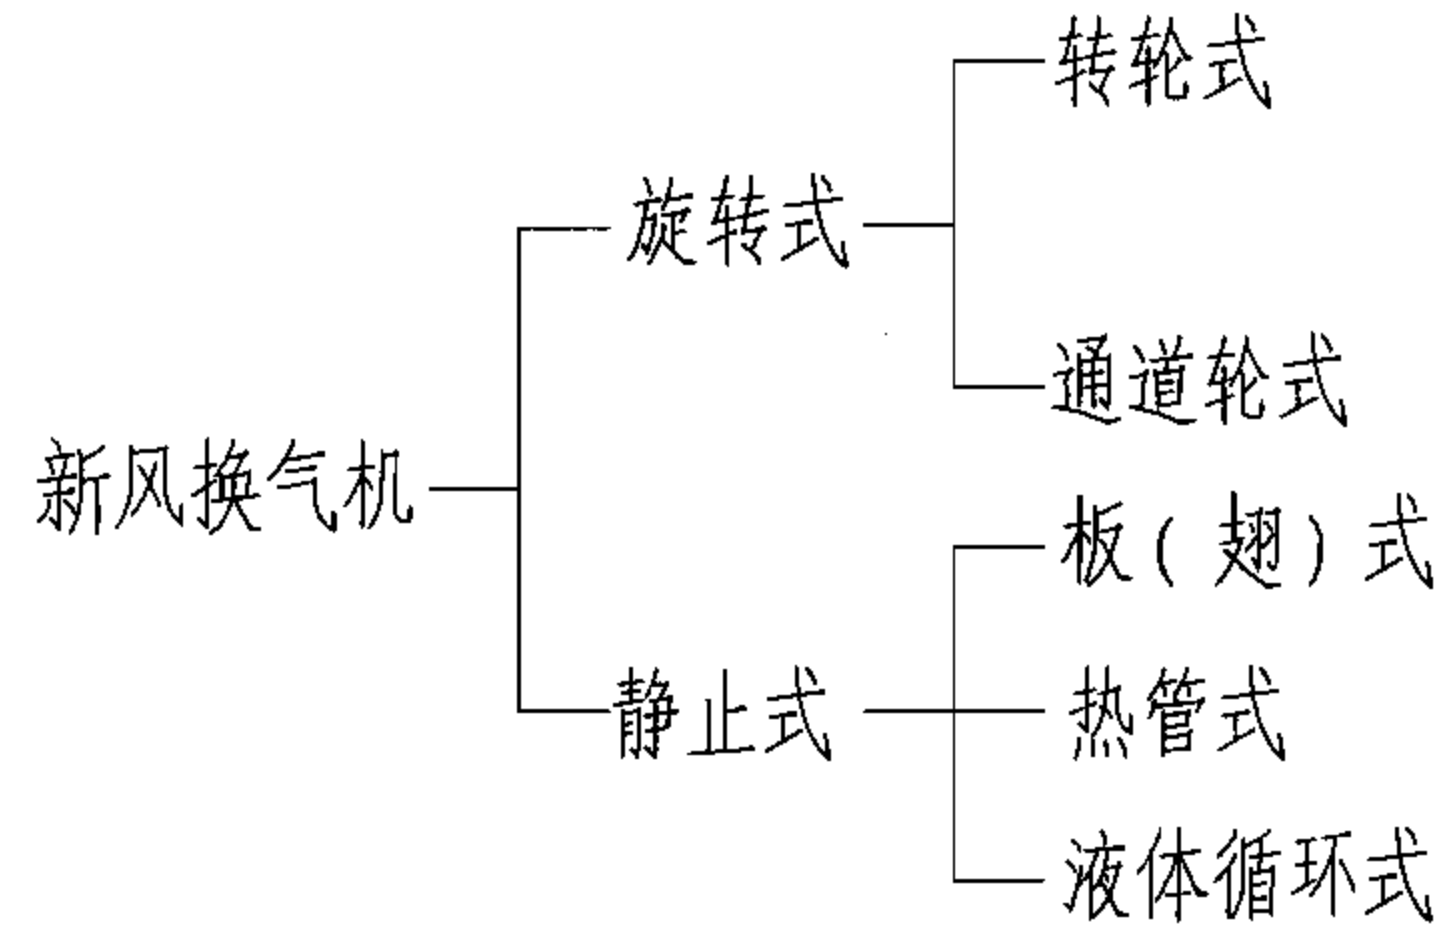 转轮式
旋转式
通道轮式
新风换气机
板(翅)式
静止式
热管式
液体循环式